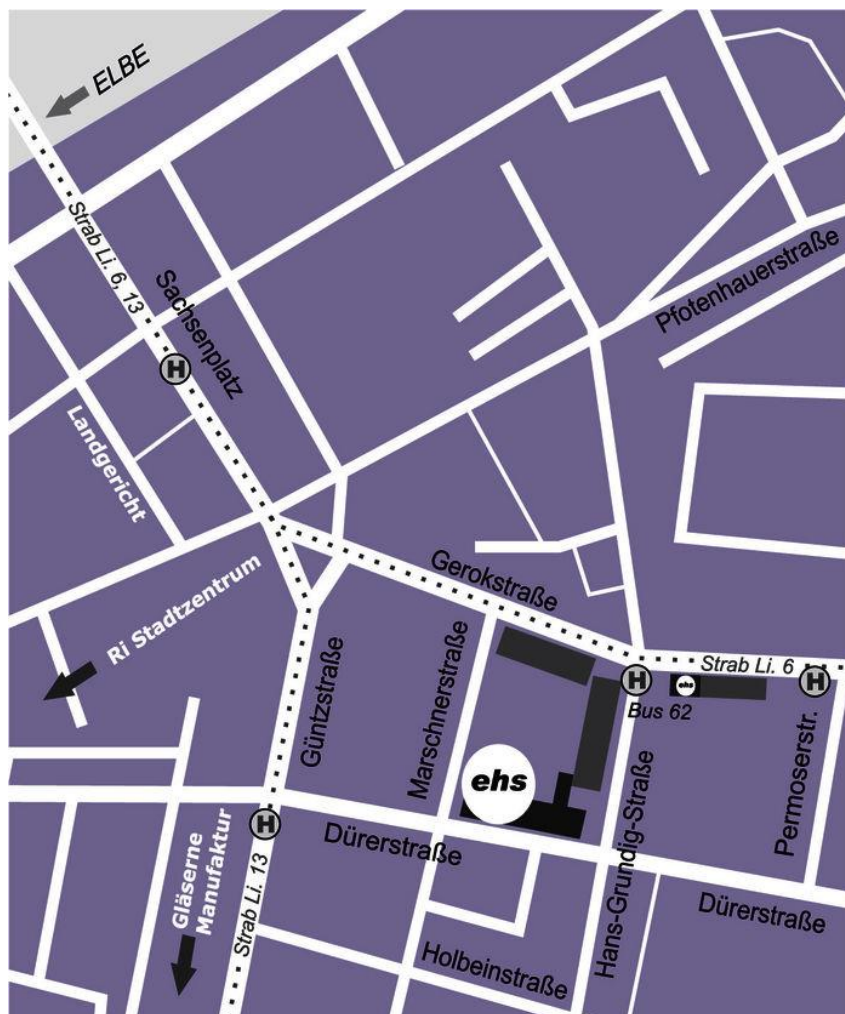 ELBE
Strab Li. 6, 13
Sachsenplatz
H
Pfotenhauerstraße
Landgericht
Ri Stadtzentrum
Gerokstraße
Strab Li. 6
H
ehs
H
Bus 62
Güntzstraße
Marschnerstraße
ehs
Hans-Grundig-Straße
Permoserstr.
H
Dürerstraße
Gläserne
Manufaktur
Strab Li. 13
Dürerstraße
Holbeinstraße